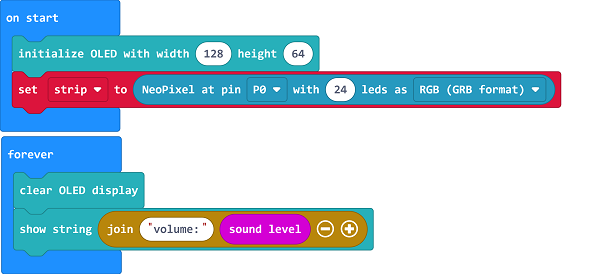 on start
initialize OLED with width 128 height 64
set strip to NeoPixel at pin P0 with 24 leds as RGB (GRB format)
forever
clear OLED display
show string join "volume:" sound level